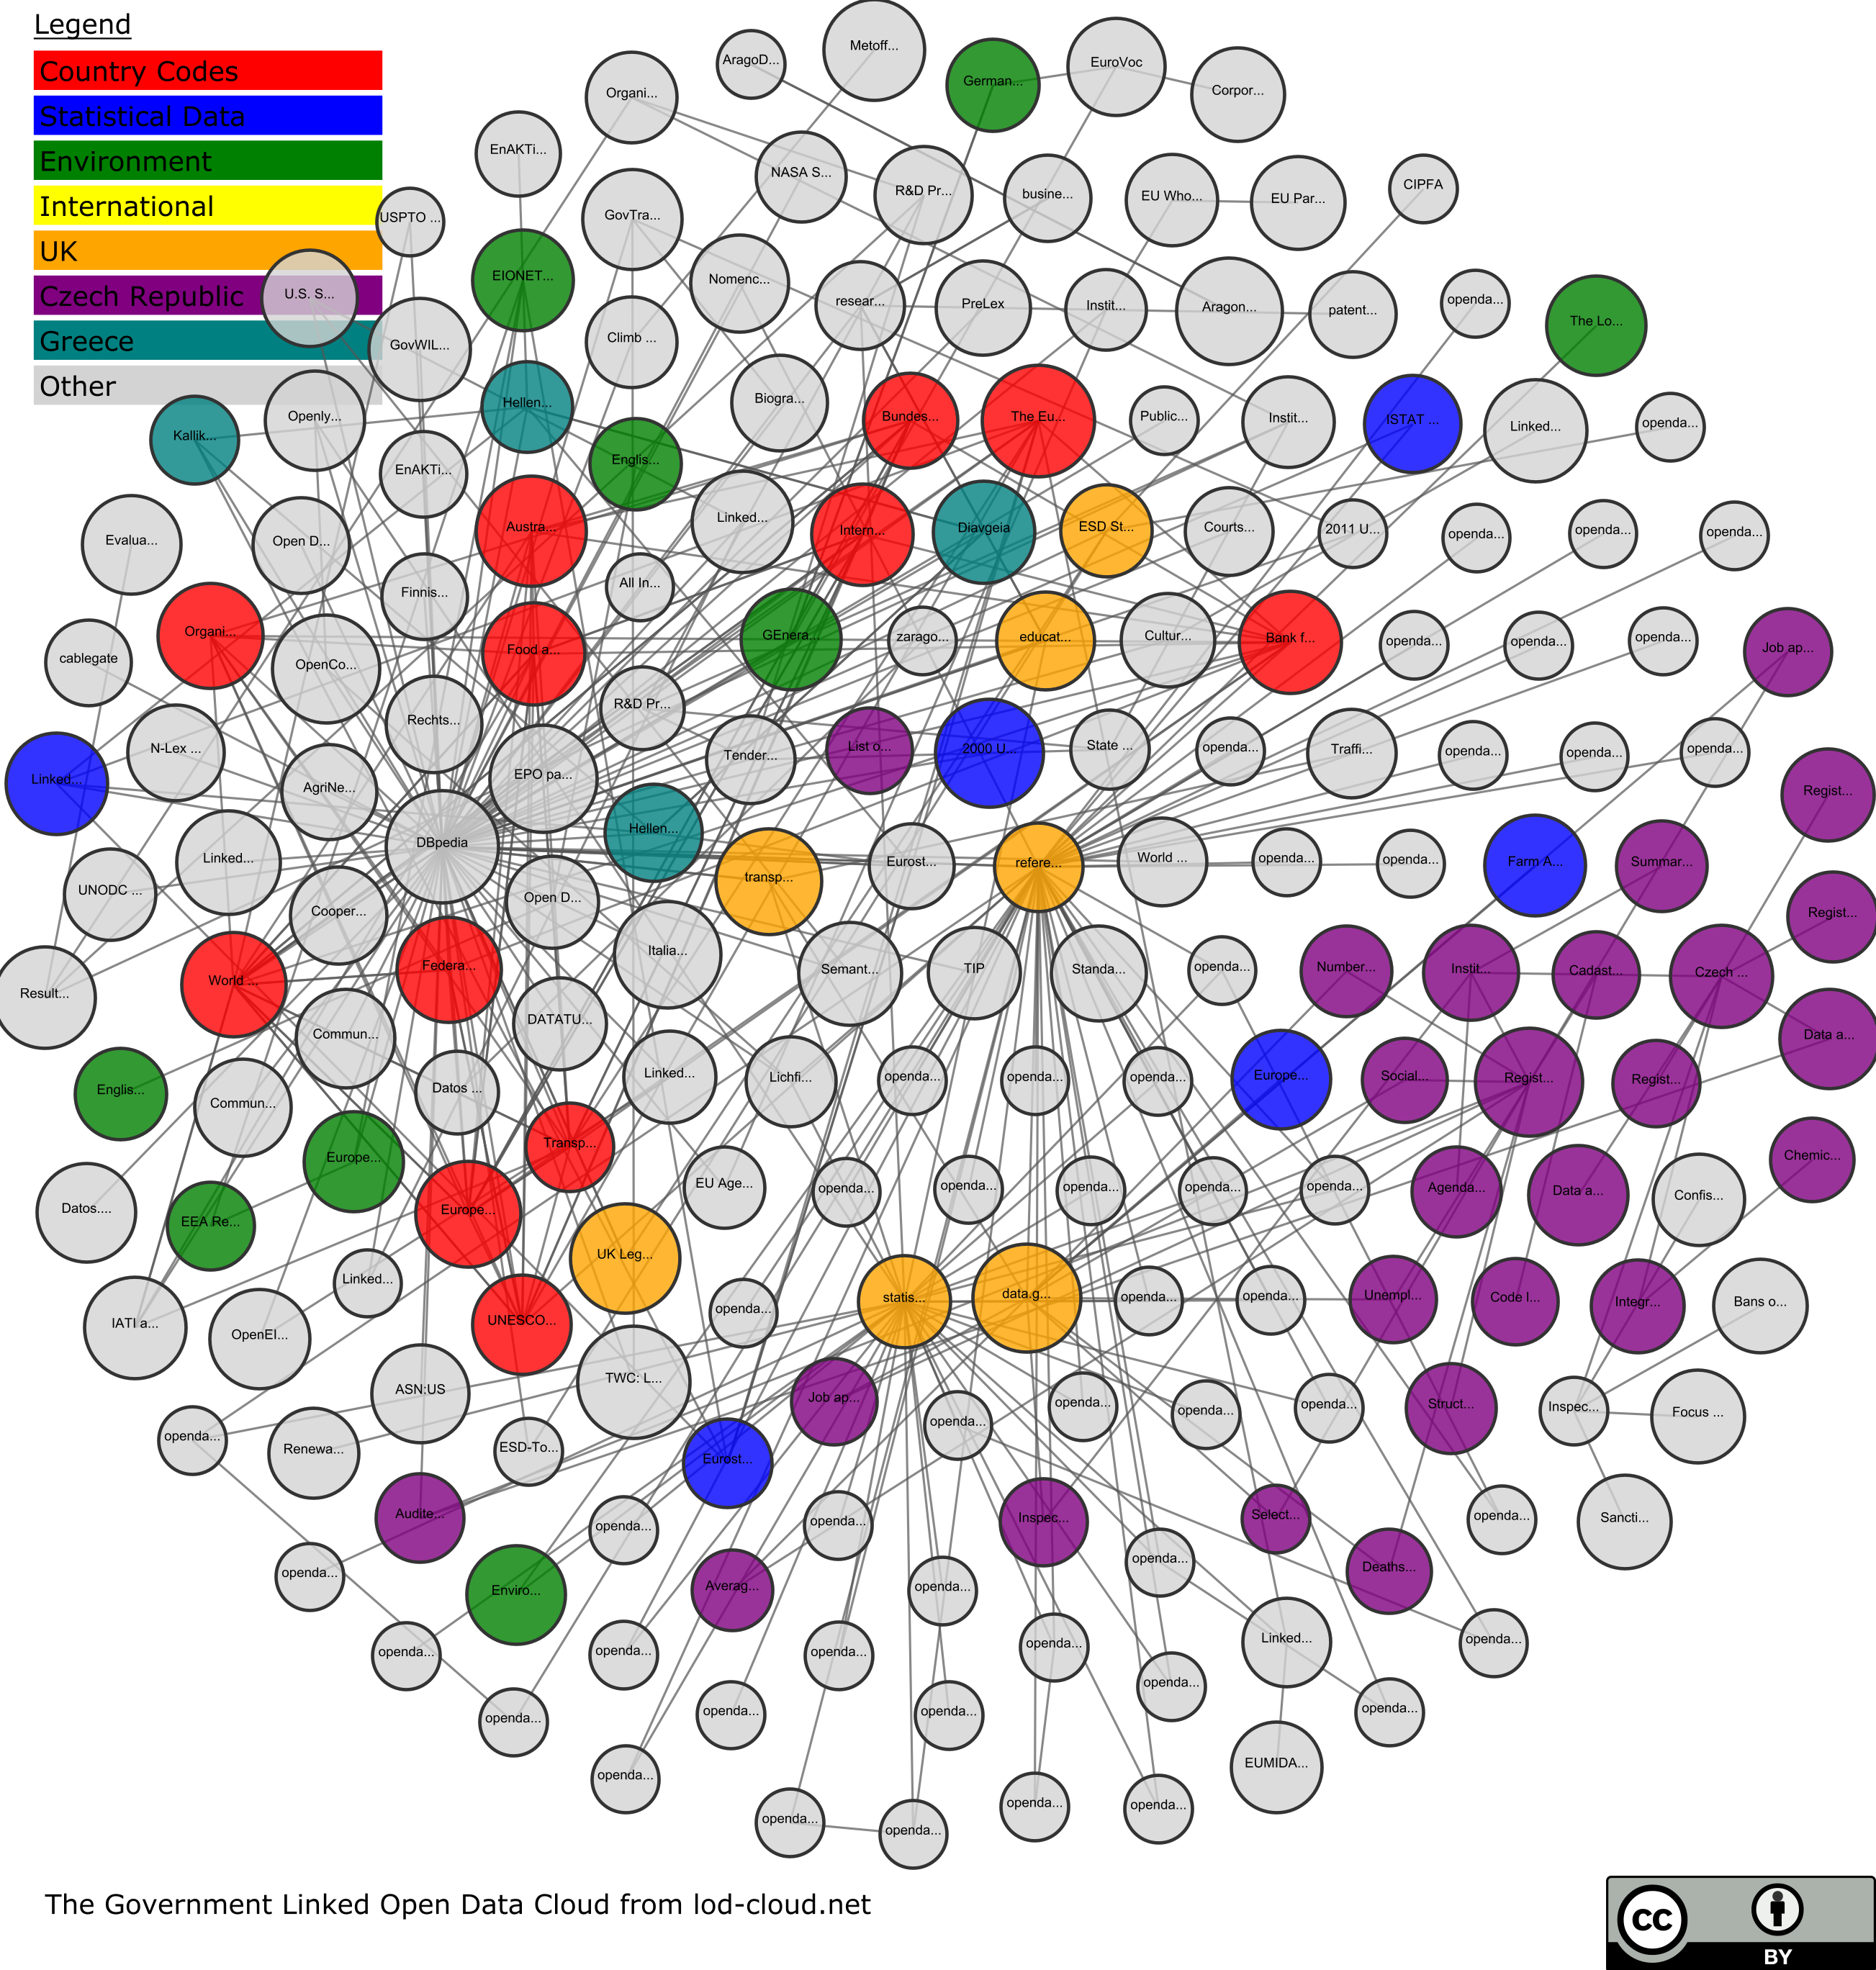 Legend
Country Codes
Statistical Data
Environment
International
UK
Czech Republic
Greece
Other
Metoff...
AragoD...
EuroVoc
German...
Corpor...
Organi...
EnAKTi...
NASA S...
R&D Pr...
busine...
EU Who...
EU Par...
CIPFA
USPTO ...
GovTra...
EIONET...
Nomenc...
U.S. S...
resear...
PreLex
Instit...
Aragon...
patent...
openda...
The Lo...
GovWIL...
Climb ...
Hellen...
Biogra...
Bundes...
The Eu...
Public...
Instit...
ISTAT ...
Linked...
openda...
Openly...
Kallik...
EnAKTi...
Englis...
Linked...
Austra...
Intern...
Diavgeia
ESD St...
Courts...
2011 U...
openda...
openda...
openda...
Evalua...
Open D...
Finnis...
All In...
Organi...
cablegate
OpenCo...
Food a...
GEnera...
zarago...
educat...
Cultur...
Bank f...
openda...
openda...
openda...
Job ap...
Rechts...
R&D Pr...
N-Lex ...
Tender...
List o...
2000 U...
State ...
openda...
Traffi...
openda...
openda...
openda...
Linked...
AgriNe...
EPO pa...
Regist...
DBpedia
Hellen...
Linked...
UNODC ...
transp...
Eurost...
refere...
World ...
openda...
openda...
Farm A...
Summar...
Cooper...
Open D...
Regist...
Italia...
Result...
World ...
Federa...
Semant...
TIP
Standa...
openda...
Number...
Instit...
Cadast...
Czech ...
DATATU...
Commun...
Data a...
Englis...
Commun...
Datos ...
Linked...
Lichfi...
openda...
openda...
openda...
Europe...
Social...
Regist...
Regist...
Transp...
Europe...
Chemic...
Datos....
EEA Re...
Europe...
EU Age...
openda...
openda...
openda...
openda...
openda...
Agenda...
Data a...
Confis...
UK Leg...
Linked...
IATI a...
OpenEI...
UNESCO...
openda...
statis...
data.g...
openda...
openda...
Unempl...
Code l...
Integr...
Bans o...
ASN:US
TWC: L...
Job ap...
openda...
Renewa...
ESD-To...
Eurost...
openda...
openda...
openda...
openda...
Struct...
Inspec...
Focus ...
Audite...
openda...
openda...
Inspec...
Select...
openda...
Sancti...
openda...
Enviro...
Averag...
openda...
openda...
Deaths...
openda...
openda...
openda...
openda...
Linked...
openda...
openda...
openda...
openda...
openda...
openda...
openda...
EUMIDA...
openda...
openda...
openda...
openda...
The Government Linked Open Data Cloud from lod-cloud.net
cc
BY